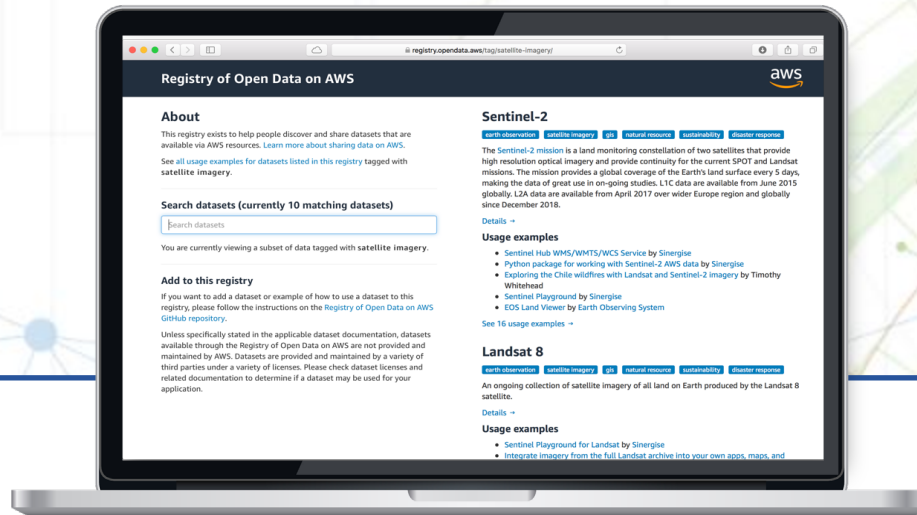 registry.opendata.aws/tag/satellite-imagery/
Registry of Open Data on AWS
aws
About
This registry exists to help people discover and share datasets that are
available via AWS resources. Learn more about sharing data on AWS.
See all usage examples for datasets listed in this registry tagged with
satellite imagery.
Search datasets (currently 10 matching datasets)
Search datasets
You are currently viewing a subset of data tagged with satellite imagery.
Add to this registry
If you want to add a dataset or example of how to use a dataset to this
registry, please follow the instructions on the Registry of Open Data on AWS
GitHub repository.
Unless specifically stated in the applicable dataset documentation, datasets
available through the Registry of Open Data on AWS are not provided and
maintained by AWS. Datasets are provided and maintained by a variety of
third parties under a variety of licenses. Please check dataset licenses and
related documentation to determine if a dataset may be used for your
application.
Sentinel-2
earth observation satellite imagery gis natural resource sustainability disaster response
The Sentinel-2 mission is a land monitoring constellation of two satellites that provide
high resolution optical imagery and provide continuity for the current SPOT and Landsat
missions. The mission provides a global coverage of the Earth's land surface every 5 days,
making the data of great use in on-going studies. L1C data are available from June 2015
globally. L2A data are available from April 2017 over wider Europe region and globally
since December 2018.
Details →
Usage examples
• Sentinel Hub WMS/WMTS/WCS Service by Sinergise
• Python package for working with Sentinel-2 AWS data by Sinergise
• Exploring the Chile wildfires with Landsat and Sentinel-2 imagery by Timothy
Whitehead
• Sentinel Playground by Sinergise
• EOS Land Viewer by Earth Observing System
See 16 usage examples →
Landsat 8
earth observation satellite imagery gis natural resource sustainability disaster response
An ongoing collection of satellite imagery of all land on Earth produced by the Landsat 8
satellite.
Details →
Usage examples
• Sentinel Playground for Landsat by Sinergise
• Integrate imagery from the full Landsat archive into your own apps, maps, and